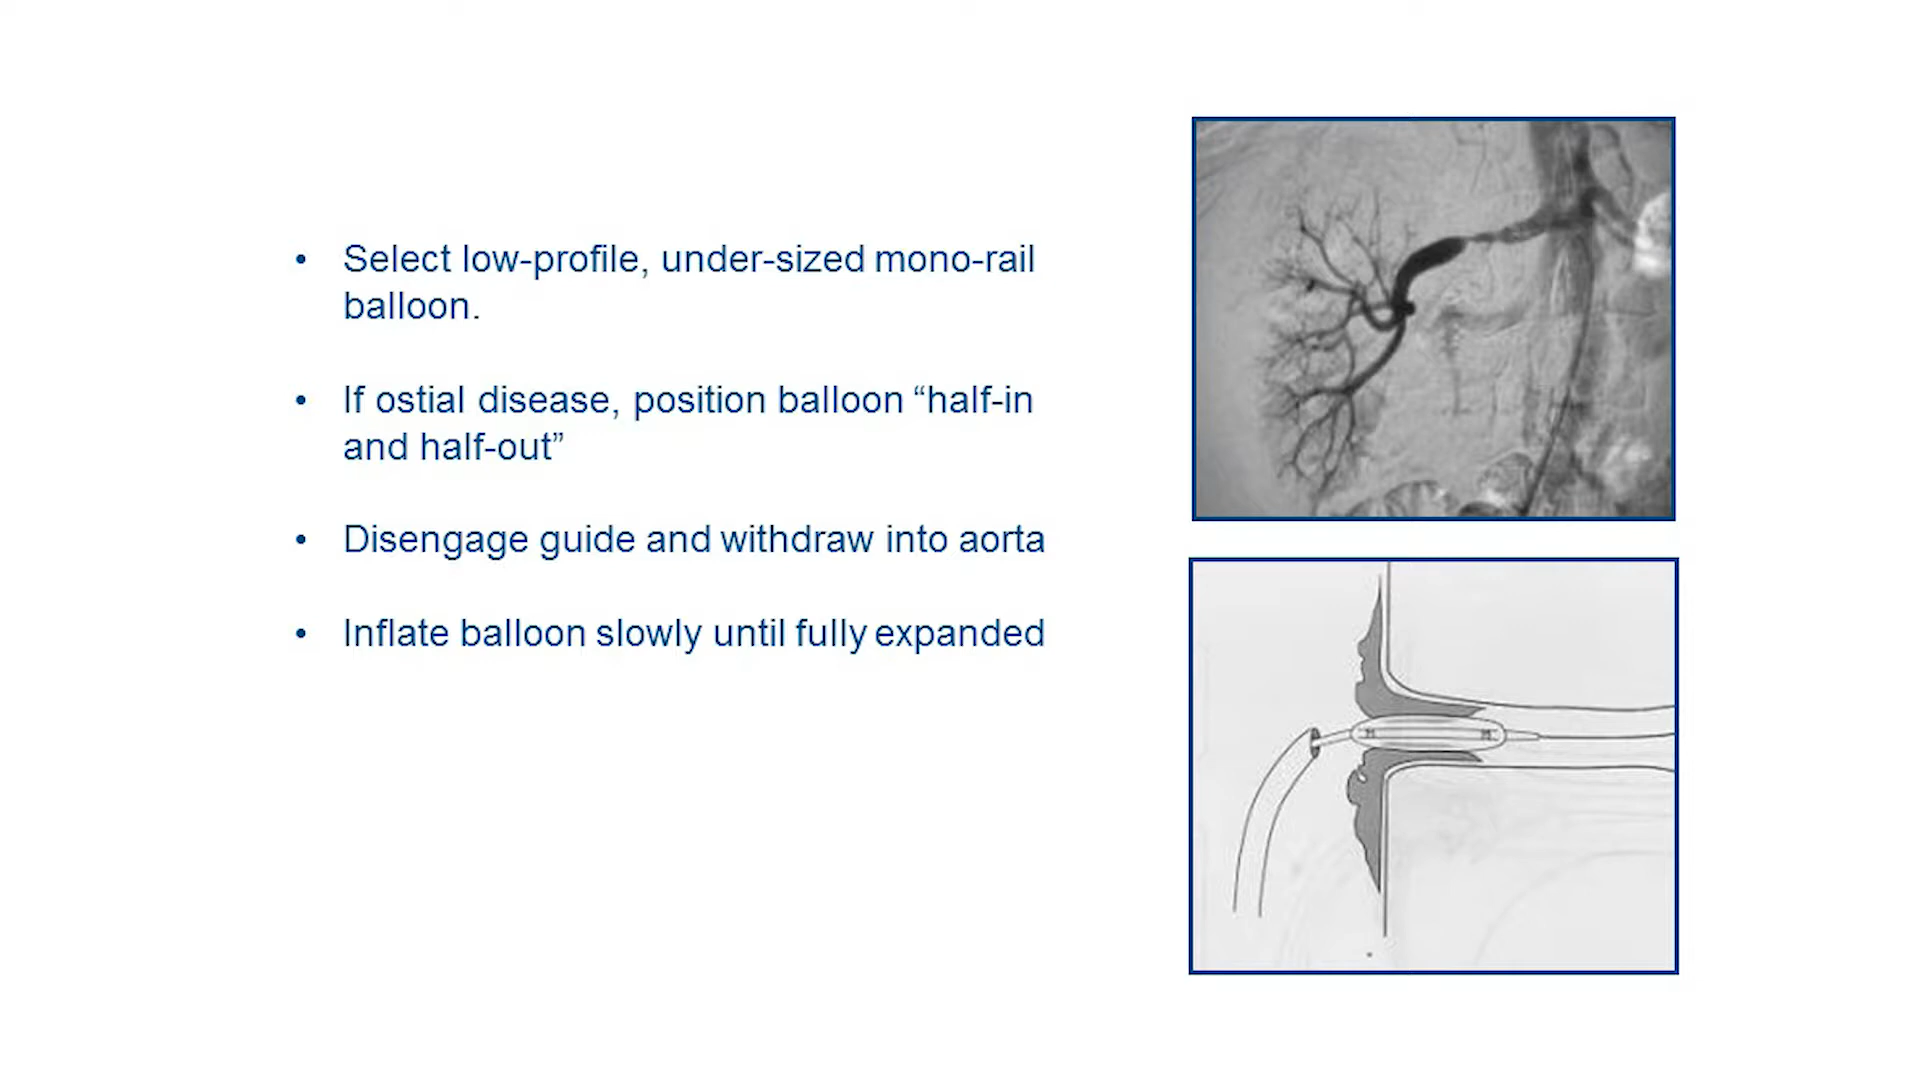 • Select low-profile, under-sized mono-rail
balloon.
• If ostial disease, position balloon “half-in
and half-out”
• Disengage guide and withdraw into aorta
• Inflate balloon slowly until fully expanded